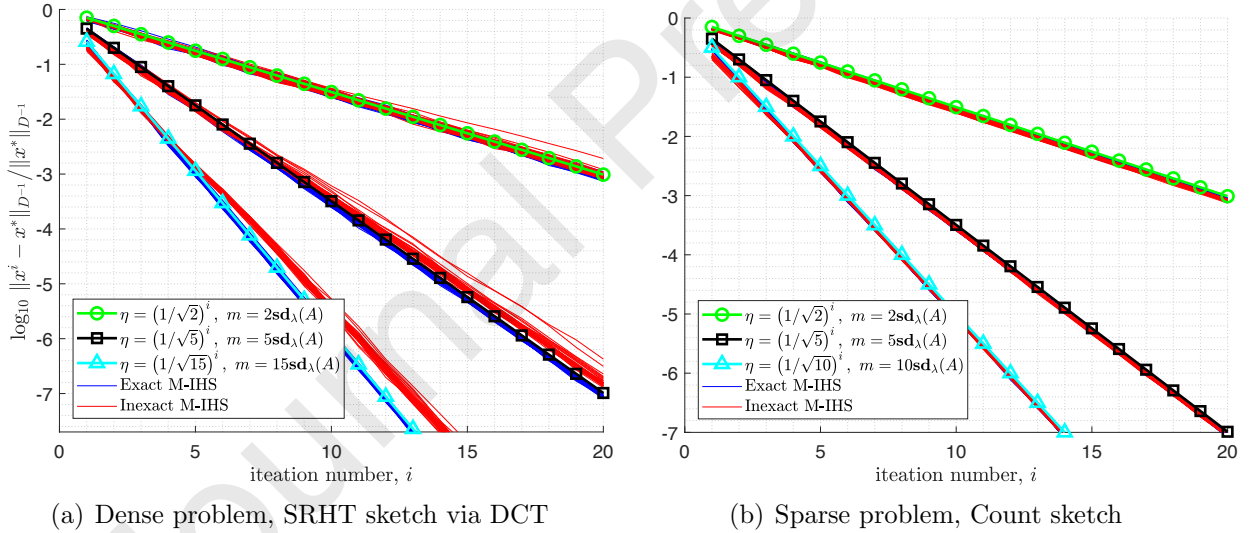 0
-1
-2
-3
-4
-5
-6
-7
log₁₀ ‖xⁱ − x*‖_{D⁻¹}/‖x*‖_{D⁻¹}
η = (1/√2)ⁱ, m = 2sd_λ(A)
η = (1/√5)ⁱ, m = 5sd_λ(A)
η = (1/√15)ⁱ, m = 15sd_λ(A)
Exact M-IHS
Inexact M-IHS
0 5 10 15 20
iteation number, i
(a) Dense problem, SRHT sketch via DCT
0
-1
-2
-3
-4
-5
-6
-7
η = (1/√2)ⁱ, m = 2sd_λ(A)
η = (1/√5)ⁱ, m = 5sd_λ(A)
η = (1/√10)ⁱ, m = 10sd_λ(A)
Exact M-IHS
Inexact M-IHS
0 5 10 15 20
iteation number, i
(b) Sparse problem, Count sketch
Journal Pre